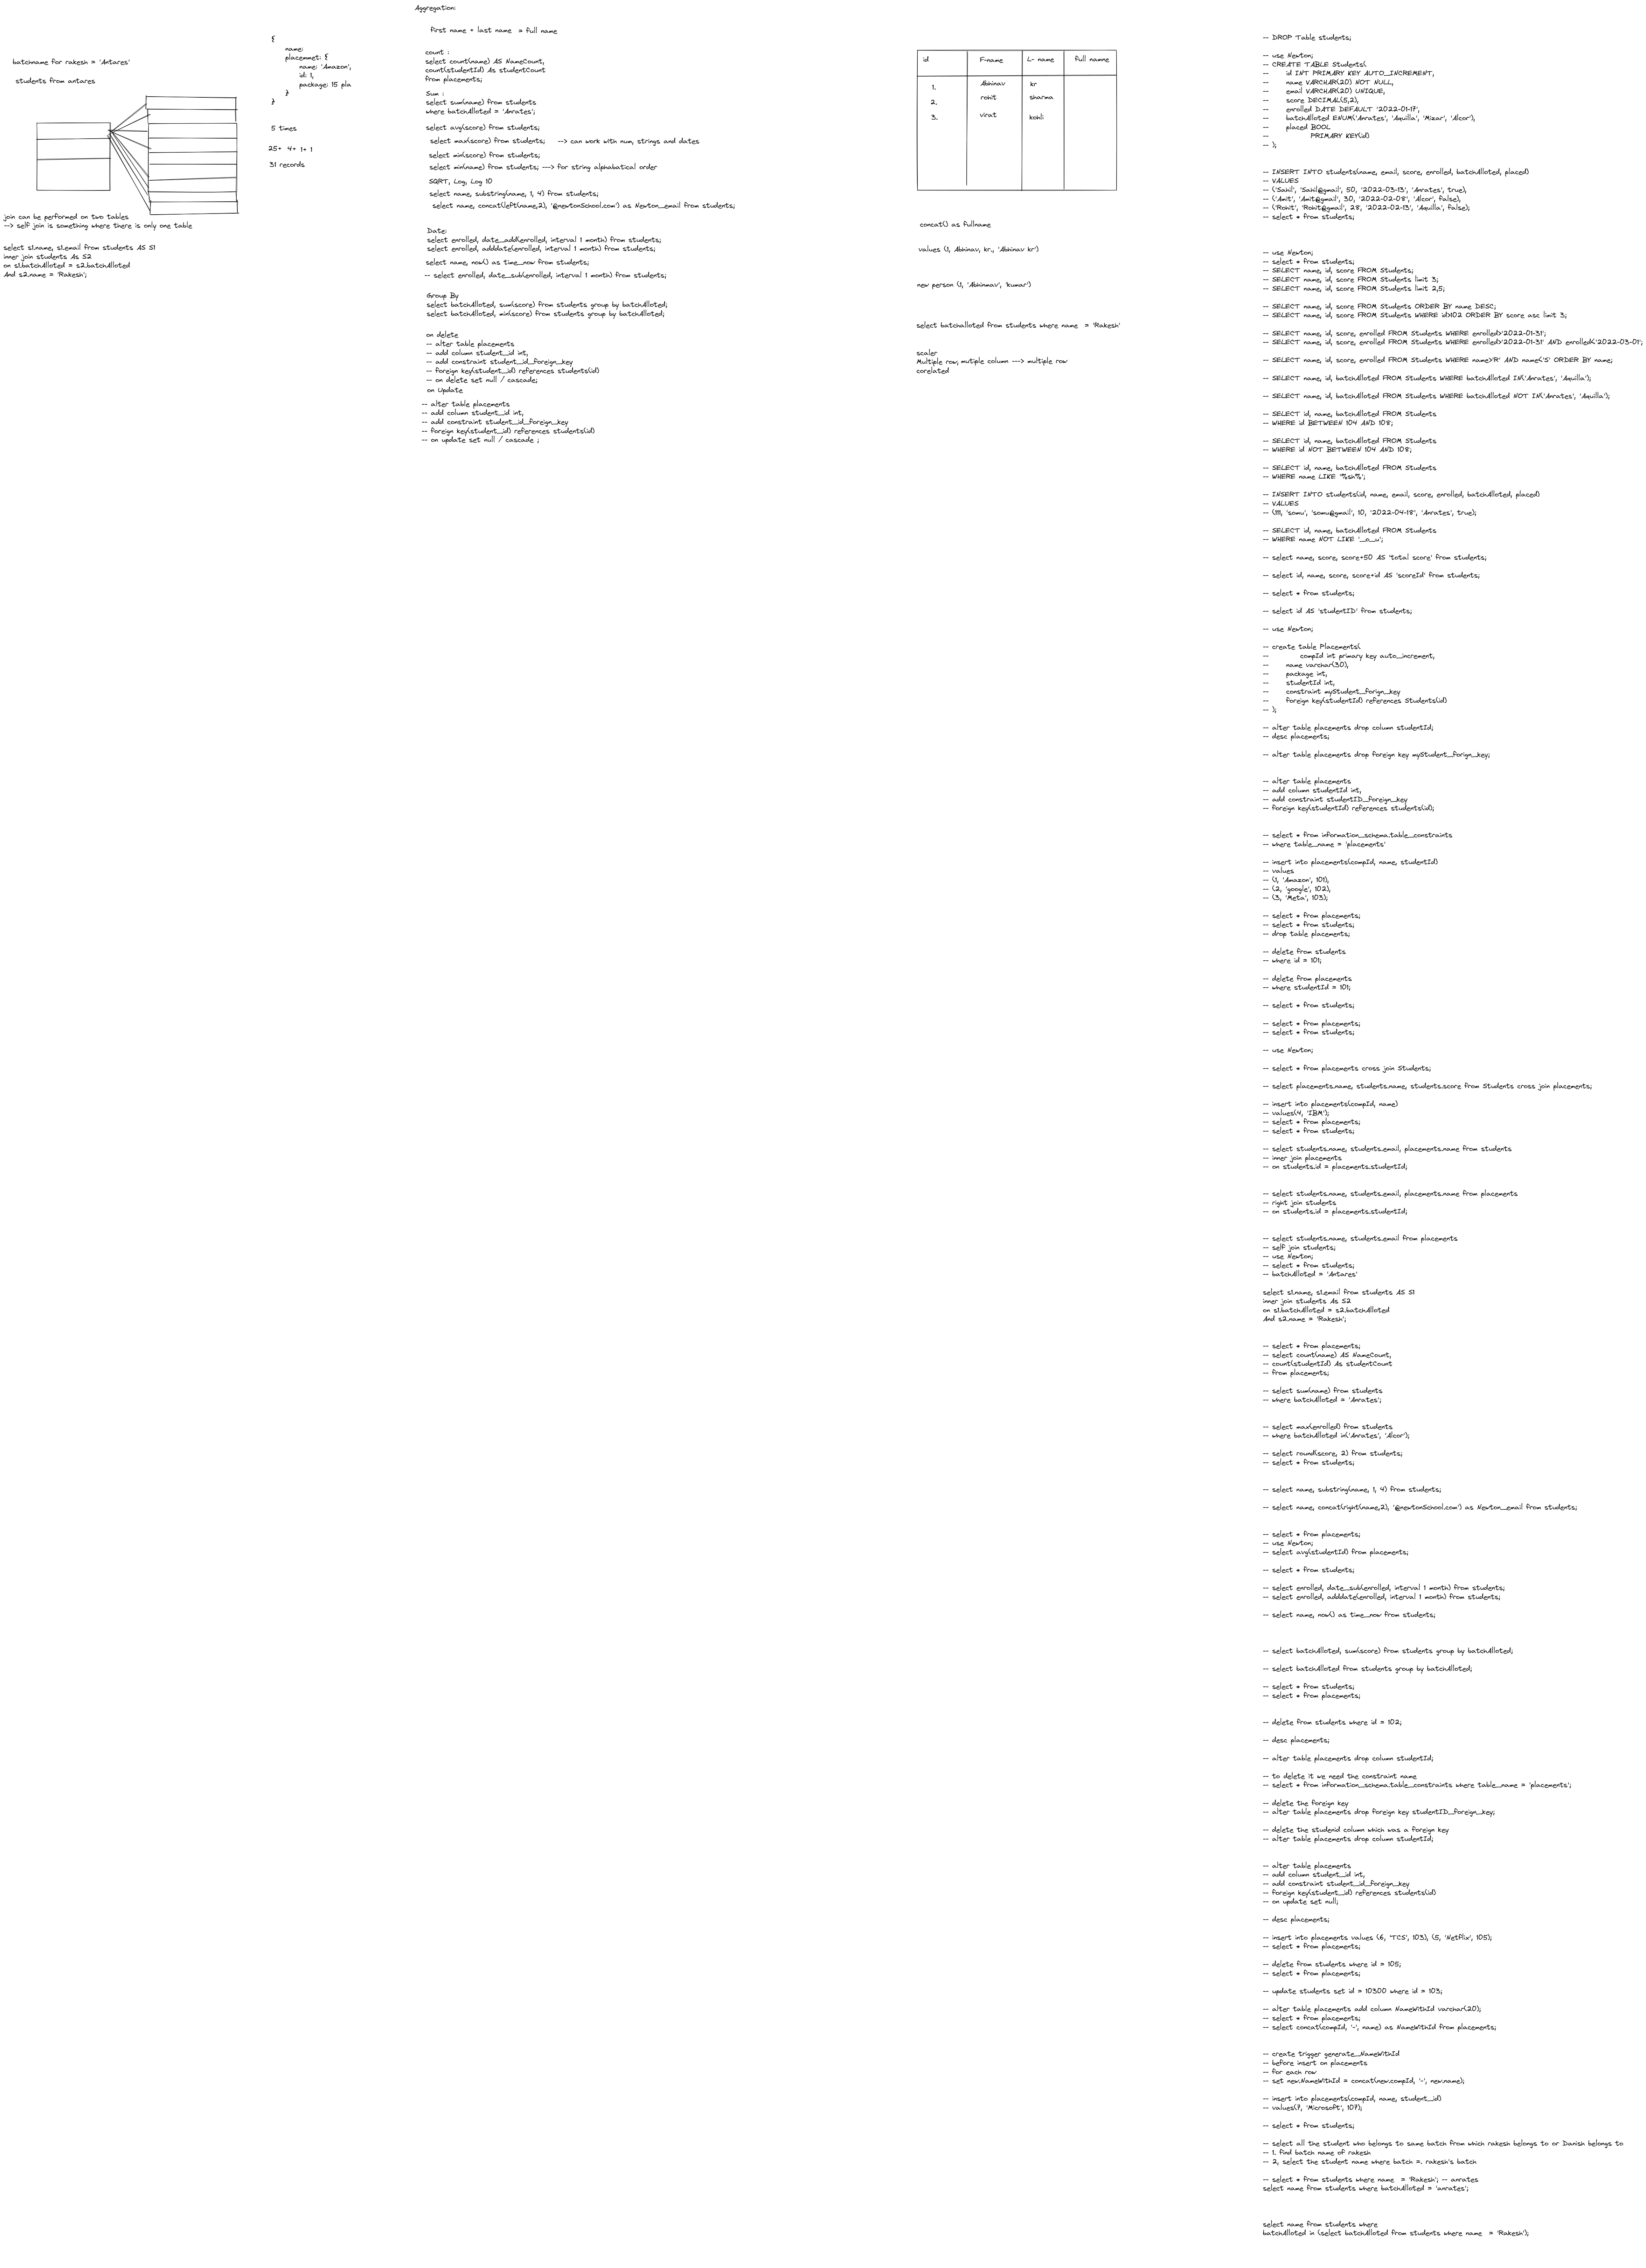 batchname for rakesh = 'Antares'
students from antares
{
name:
placemnet: {
name: 'Amazon',
id: 1,
package: 15 pla
}
}
5 times
25+ 4+ 1+ 1
31 records
join can be performed on two tables
--> self join is something where there is only one table
select s1.name, s1.email from students AS S1
inner join students As S2
on s1.batchAlloted = s2.batchAlloted
And s2.name = 'Rakesh';
Aggregation:
first name + last name = full name
count :
select count(name) AS NameCount,
count(studentId) As studentCount
from placements;
Sum :
select sum(name) from students
where batchAlloted = 'Anrates';
select avg(score) from students;
select max(score) from students; --> can work with num, strings and dates
select min(score) from students;
select min(name) from students; ---> for string alphabatical order
SQRT, Log, Log 10
select name, substring(name, 1, 4) from students;
select name, concat(left(name,2), '@newtonSchool.com') as Newton_email from students;
Date:
select enrolled, date_add(enrolled, interval 1 month) from students;
select enrolled, adddate(enrolled, interval 1 month) from students;
select name, now() as time_now from students;
-- select enrolled, date_sub(enrolled, interval 1 month) from students;
Group By
select batchAlloted, sum(score) from students group by batchAlloted;
select batchAlloted, min(score) from students group by batchAlloted;
on delete
-- alter table placements
-- add column student_id int,
-- add constraint student_id_foreign_key
-- foreign key(student_id) references students(id)
-- on delete set null / cascade;
on Update
-- alter table placements
-- add column student_id int,
-- add constraint student_id_foreign_key
-- foreign key(student_id) references students(id)
-- on update set null / cascade ;
id F-name L- name full namne
1. Abhinav kr
2. rohit sharma
3. virat kohli
concat() as fullname
values (1, Abhinav, kr., 'Abhinav kr')
new person (1, 'Abhinmav', 'kumar')
select batchalloted from students where name = 'Rakesh'
scaler
Multiple row, mutiple column ---> multiple row
corelated
-- DROP Table students;
-- use Newton;
-- CREATE TABLE Students(
-- id INT PRIMARY KEY AUTO_INCREMENT,
-- name VARCHAR(20) NOT NULL,
-- email VARCHAR(20) UNIQUE,
-- score DECIMAL(5,2),
-- enrolled DATE DEFAULT '2022-01-17',
-- batchAlloted ENUM('Anrates', 'Aquilla', 'Mizar', 'Alcor'),
-- placed BOOL
-- PRIMARY KEY(id)
-- );
-- INSERT INTO students(name, email, score, enrolled, batchAlloted, placed)
-- VALUES
-- ('Sahil', 'Sahil@gmail', 50, '2022-03-13', 'Anrates', true),
-- ('Amit', 'Amit@gmail', 30, '2022-02-08', 'Alcor', false),
-- ('Rohit', 'Rohit@gmail', 28, '2022-02-13', 'Aquilla', false);
-- select * from students;
-- use Newton;
-- select * from students;
-- SELECT name, id, score FROM Students;
-- SELECT name, id, score FROM Students limit 3;
-- SELECT name, id, score FROM Students limit 2,5;
-- SELECT name, id, score FROM Students ORDER BY name DESC;
-- SELECT name, id, score FROM Students WHERE id>102 ORDER BY score asc limit 3;
-- SELECT name, id, score, enrolled FROM Students WHERE enrolled>'2022-01-31';
-- SELECT name, id, score, enrolled FROM Students WHERE enrolled>'2022-01-31' AND enrolled<'2022-03-01';
-- SELECT name, id, score, enrolled FROM Students WHERE name>'R' AND name<'S' ORDER BY name;
-- SELECT name, id, batchAlloted FROM Students WHERE batchAlloted IN('Anrates', 'Aquilla');
-- SELECT name, id, batchAlloted FROM Students WHERE batchAlloted NOT IN('Anrates', 'Aquilla');
-- SELECT id, name, batchAlloted FROM Students
-- WHERE id BETWEEN 104 AND 108;
-- SELECT id, name, batchAlloted FROM Students
-- WHERE id NOT BETWEEN 104 AND 108;
-- SELECT id, name, batchAlloted FROM Students
-- WHERE name LIKE '%sh%';
-- INSERT INTO students(id, name, email, score, enrolled, batchAlloted, placed)
-- VALUES
-- (111, 'somu', 'somu@gmail', 10, '2022-04-18', 'Anrates', true);
-- SELECT id, name, batchAlloted FROM Students
-- WHERE name NOT LIKE '_o_u';
-- select name, score, score+50 AS 'total score' from students;
-- select id, name, score, score+id AS 'scoreId' from students;
-- select * from students;
-- select id AS 'studentID' from students;
-- use Newton;
-- create table Placements(
-- compId int primary key auto_increment,
-- name varchar(30),
-- package int,
-- studentId int,
-- constraint myStudent_forign_key
-- foreign key(studentId) references Students(id)
-- );
-- alter table placements drop column studentId;
-- desc placements;
-- alter table placements drop foreign key myStudent_forign_key;
-- alter table placements
-- add column studentId int,
-- add constraint studentID_foreign_key
-- foreign key(studentId) references students(id);
-- select * from information_schema.table_constraints
-- where table_name = 'placements'
-- insert into placements(compId, name, studentId)
-- values
-- (1, 'Amazon', 101),
-- (2, 'google', 102),
-- (3, 'Meta', 103);
-- select * from placements;
-- select * from students;
-- drop table placements;
-- delete from students
-- where id = 101;
-- delete from placements
-- where studentId = 101;
-- select * from students;
-- select * from placements;
-- select * from students;
-- use Newton;
-- select * from placements cross join Students;
-- select placements.name, students.name, students.score from Students cross join placements;
-- insert into placements(compId, name)
-- values(4, 'IBM');
-- select * from placements;
-- select * from students;
-- select students.name, students.email, placements.name from students
-- inner join placements
-- on students.id = placements.studentId;
-- select students.name, students.email, placements.name from placements
-- right join students
-- on students.id = placements.studentId;
-- select students.name, students.email from placements
-- self join students;
-- use Newton;
-- select * from students;
-- batchAlloted = 'Antares'
select s1.name, s1.email from students AS S1
inner join students As S2
on s1.batchAlloted = s2.batchAlloted
And s2.name = 'Rakesh';
-- select * from placements;
-- select count(name) AS NameCount,
-- count(studentId) As studentCount
-- from placements;
-- select sum(name) from students
-- where batchAlloted = 'Anrates';
-- select max(enrolled) from students
-- where batchAlloted in('Anrates', 'Alcor');
-- select round(score, 2) from students;
-- select * from students;
-- select name, substring(name, 1, 4) from students;
-- select name, concat(right(name,2), '@newtonSchool.com') as Newton_email from students;
-- select * from placements;
-- use Newton;
-- select avg(studentId) from placements;
-- select * from students;
-- select enrolled, date_sub(enrolled, interval 1 month) from students;
-- select enrolled, adddate(enrolled, interval 1 month) from students;
-- select name, now() as time_now from students;
-- select batchAlloted, sum(score) from students group by batchAlloted;
-- select batchAlloted from students group by batchAlloted;
-- select * from students;
-- select * from placements;
-- delete from students where id = 102;
-- desc placements;
-- alter table placements drop column studentId;
-- to delete it we need the constraint name
-- select * from information_schema.table_constraints where table_name = 'placements';
-- delete the foreign key
-- alter table placements drop foreign key studentID_foreign_key;
-- delete the studenid column which was a foreign key
-- alter table placements drop column studentId;
-- alter table placements
-- add column student_id int,
-- add constraint student_id_foreign_key
-- foreign key(student_id) references students(id)
-- on update set null;
-- desc placements;
-- insert into placements values (6, 'TCS', 103), (5, 'Netflix', 105);
-- select * from placements;
-- delete from students where id = 105;
-- select * from placements;
-- update students set id = 10300 where id = 103;
-- alter table placements add column NameWithId varchar(20);
-- select * from placements;
-- select concat(compId, '-', name) as NameWithId from placements;
-- create trigger generate_NameWithId
-- before insert on placements
-- for each row
-- set new.NameWithId = concat(new.compId, '-', new.name);
-- insert into placements(compId, name, student_id)
-- values(7, 'Microsoft', 107);
-- select * from students;
-- select all the student who belongs to same batch from which rakesh belongs to or Danish belongs to
-- 1. find batch name of rakesh
-- 2, select the student name where batch =. rakesh's batch
-- select * from students where name = 'Rakesh'; -- anrates
select name from students where batchAlloted = 'anrates';
select name from students where
batchAlloted in (select batchAlloted from students where name = 'Rakesh');